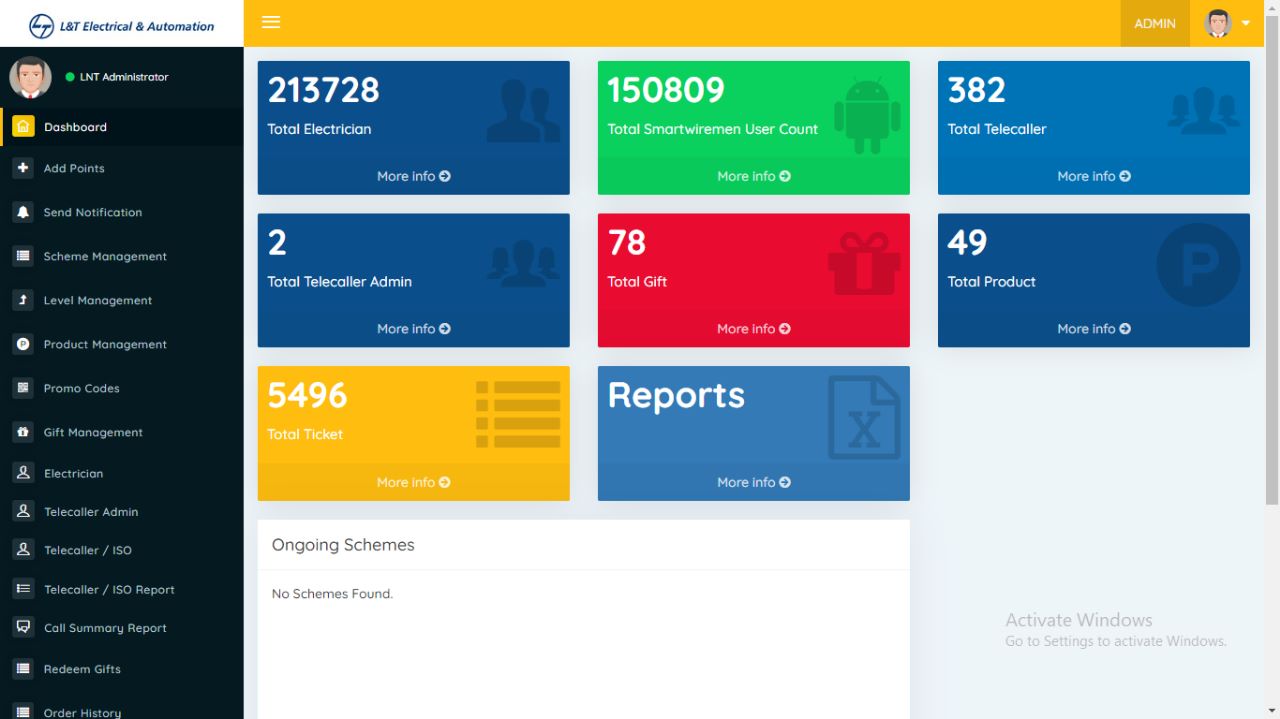 L&T Electrical & Automation
ADMIN
LNT Administrator
Dashboard
Add Points
Send Notification
Scheme Management
Level Management
Product Management
Promo Codes
Gift Management
Electrician
Telecaller Admin
Telecaller / ISO
Telecaller / ISO Report
Call Summary Report
Redeem Gifts
Order History
213728
Total Electrician
More info
150809
Total Smartwiremen User Count
More info
382
Total Telecaller
More info
2
Total Telecaller Admin
More info
78
Total Gift
More info
49
Total Product
More info
5496
Total Ticket
More info
Reports
More info
Ongoing Schemes
No Schemes Found.
Activate Windows
Go to Settings to activate Windows.